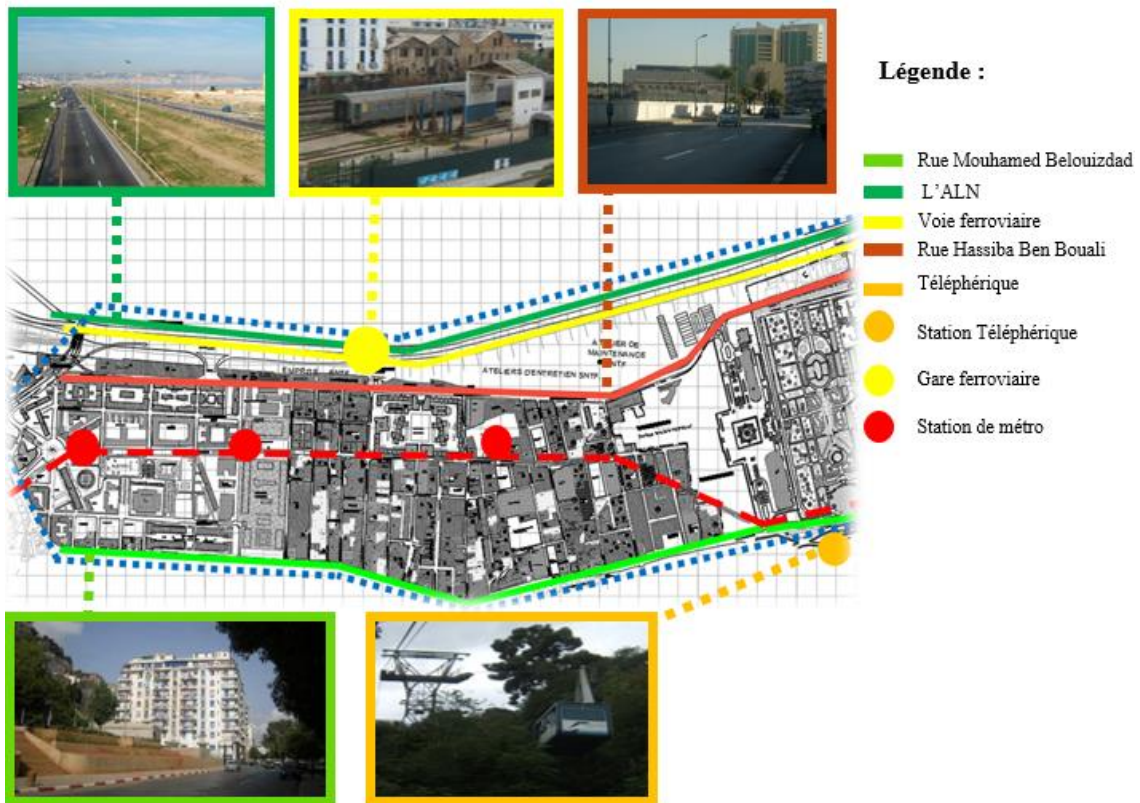 Légende :
Rue Mouhamed Belouizdad
L'ALN
Voie ferroviaire
Rue Hassiba Ben Bouali
Téléphérique
Station Téléphérique
Gare ferroviaire
Station de métro
MAINTENANCE
ATELIERS D'ENTRETIEN SNTF